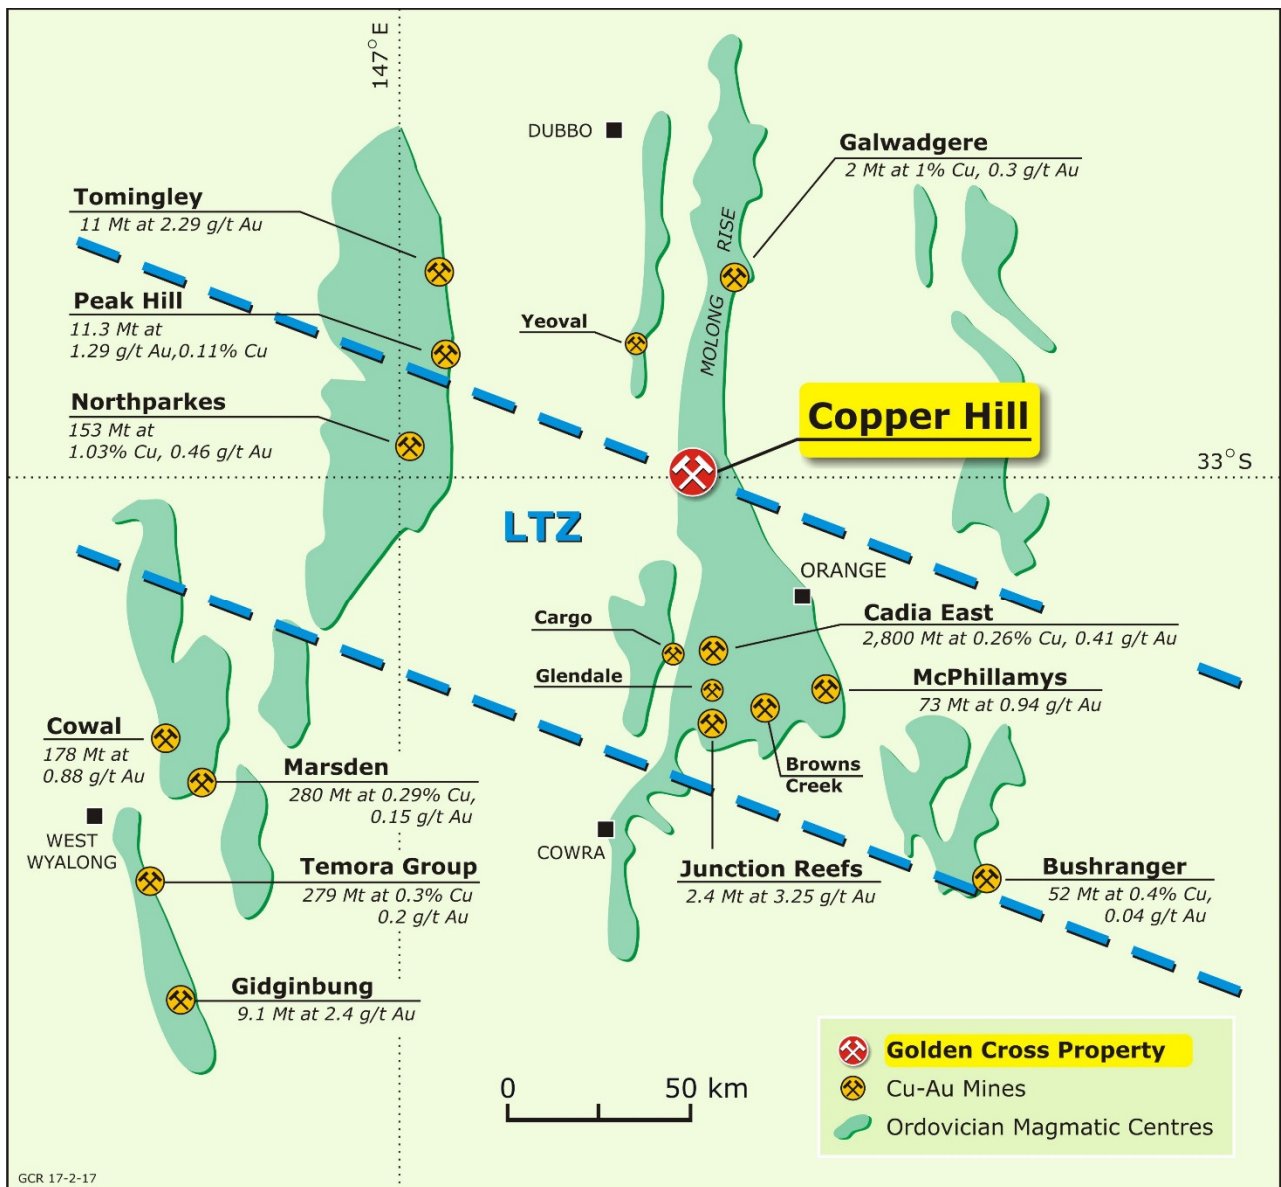 147°E
DUBBO
Galwadgere
2 Mt at 1% Cu, 0.3 g/t Au
Tomingley
11 Mt at 2.29 g/t Au
MOLONG RISE
Peak Hill
11.3 Mt at
1.29 g/t Au,0.11% Cu
Yeoval
Northparkes
153 Mt at
1.03% Cu, 0.46 g/t Au
Copper Hill
33°S
LTZ
ORANGE
Cargo
Cadia East
2,800 Mt at 0.26% Cu, 0.41 g/t Au
Glendale
McPhillamys
73 Mt at 0.94 g/t Au
Cowal
178 Mt at
0.88 g/t Au
Marsden
280 Mt at 0.29% Cu,
0.15 g/t Au
Browns
Creek
WEST
WYALONG
COWRA
Temora Group
279 Mt at 0.3% Cu
0.2 g/t Au
Junction Reefs
2.4 Mt at 3.25 g/t Au
Bushranger
52 Mt at 0.4% Cu,
0.04 g/t Au
Gidginbung
9.1 Mt at 2.4 g/t Au
0 50 km
Golden Cross Property
Cu-Au Mines
Ordovician Magmatic Centres
GCR 17-2-17